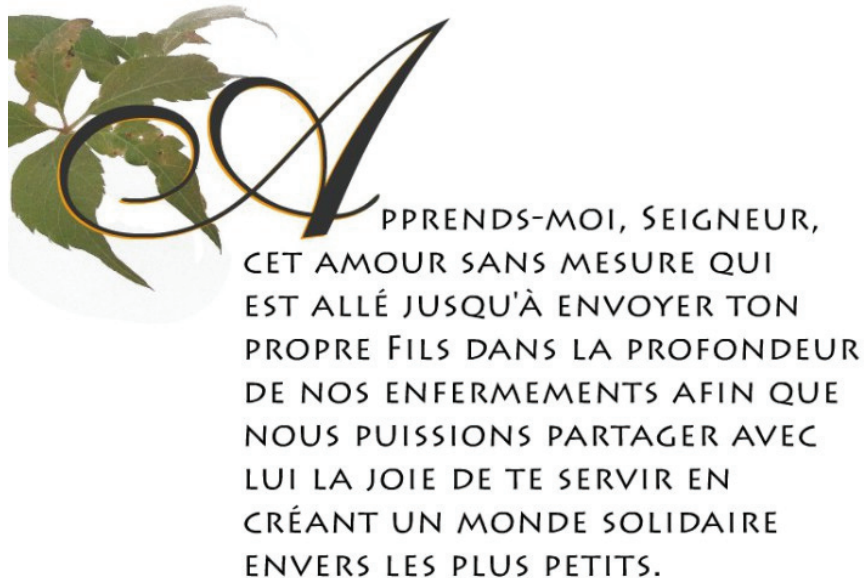 Apprends-moi, Seigneur,
cet amour sans mesure qui
est allé jusqu'à envoyer ton
propre Fils dans la profondeur
de nos enfermements afin que
nous puissions partager avec
lui la joie de te servir en
créant un monde solidaire
envers les plus petits.